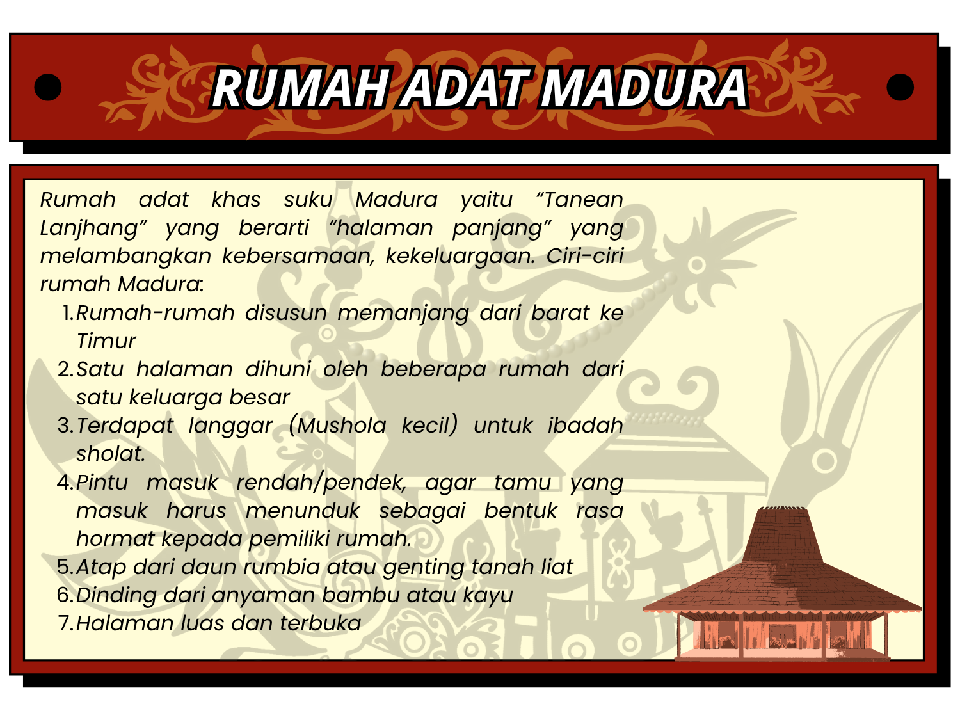 RUMAH ADAT MADURA
Rumah adat khas suku Madura yaitu “Tanean
Lanjhang” yang berarti “halaman panjang” yang
melambangkan kebersamaan, kekeluargaan. Ciri-ciri
rumah Madura:
1.Rumah-rumah disusun memanjang dari barat ke
Timur
2.Satu halaman dihuni oleh beberapa rumah dari
satu keluarga besar
3.Terdapat langgar (Mushola kecil) untuk ibadah
sholat.
4.Pintu masuk rendah/pendek, agar tamu yang
masuk harus menunduk sebagai bentuk rasa
hormat kepada pemiliki rumah.
5.Atap dari daun rumbia atau genting tanah liat
6.Dinding dari anyaman bambu atau kayu
7.Halaman luas dan terbuka